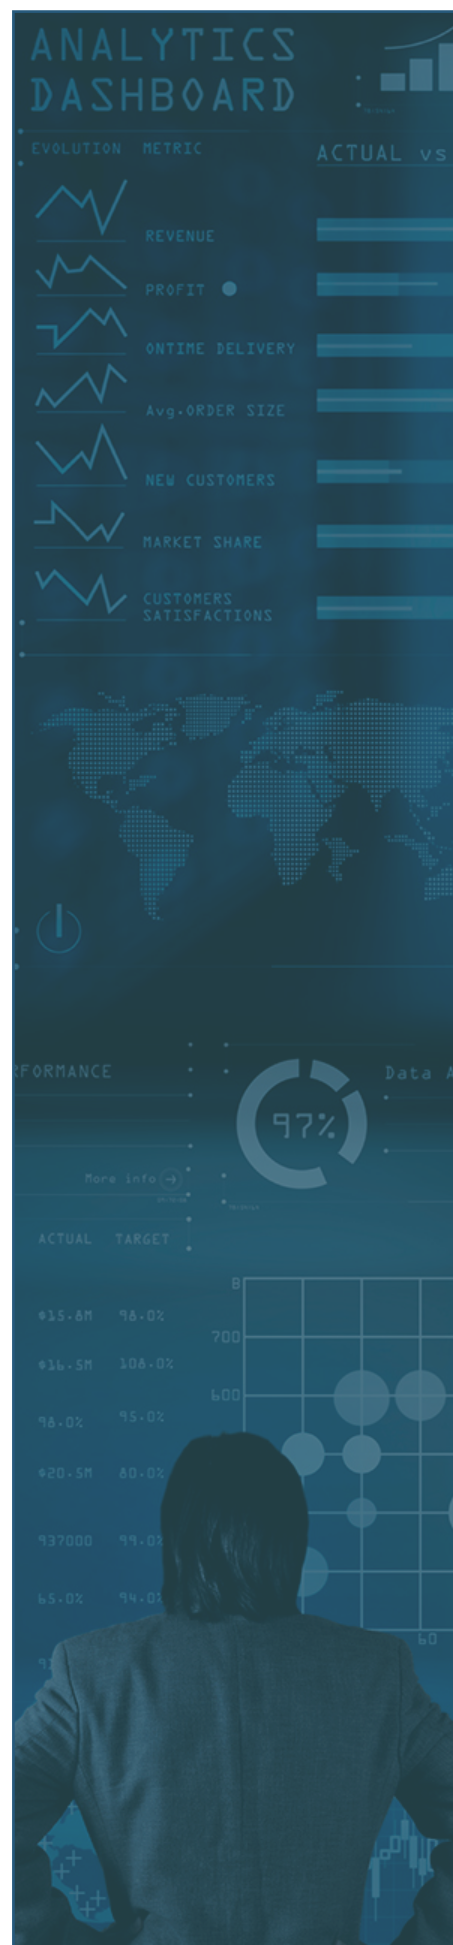 ANALYTICS
DASHBOARD
EVOLUTION METRIC
ACTUAL vs
REVENUE
PROFIT
ONTIME DELIVERY
Avg.ORDER SIZE
NEW CUSTOMERS
MARKET SHARE
CUSTOMERS
SATISFACTIONS
RFORMANCE
97%
Data A
More info
ACTUAL TARGET
$15.8M 98.0%
$16.5M 108.0%
98.0% 95.0%
$20.5M 80.0%
937000 99.0%
65.0% 94.0%
B
700
600
60